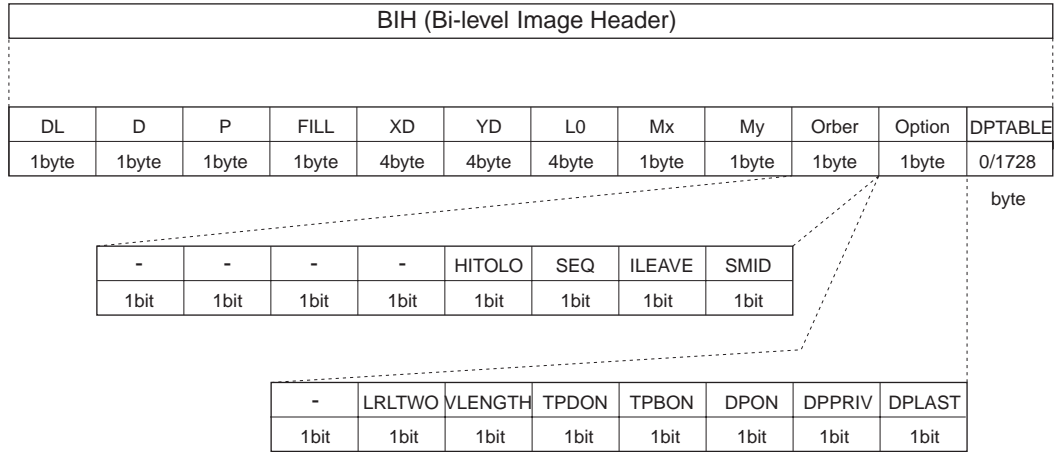 BIH (Bi-level Image Header)
DL D P FILL XD YD L0 Mx My Orber Option DPTABLE
1byte 1byte 1byte 1byte 4byte 4byte 4byte 1byte 1byte 1byte 1byte 0/1728
byte
- - - - HITOLO SEQ ILEAVE SMID
1bit 1bit 1bit 1bit 1bit 1bit 1bit 1bit
- LRLTWO VLENGTH TPDON TPBON DPON DPPRIV DPLAST
1bit 1bit 1bit 1bit 1bit 1bit 1bit 1bit